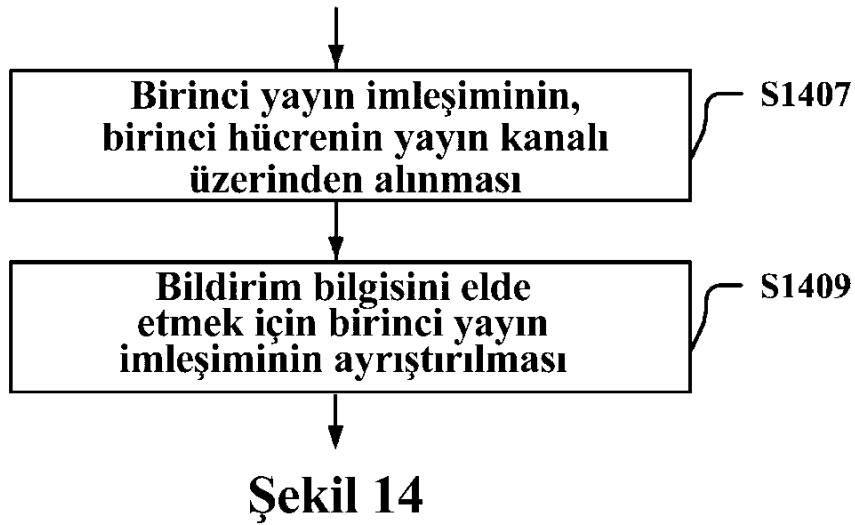 Birinci yayın imleşiminin,
birinci hücrenin yayın kanalı
üzerinden alınması
S1407
Bildirim bilgisini elde
etmek için birinci yayın
imleşiminin ayrıştırılması
S1409
Şekil 14